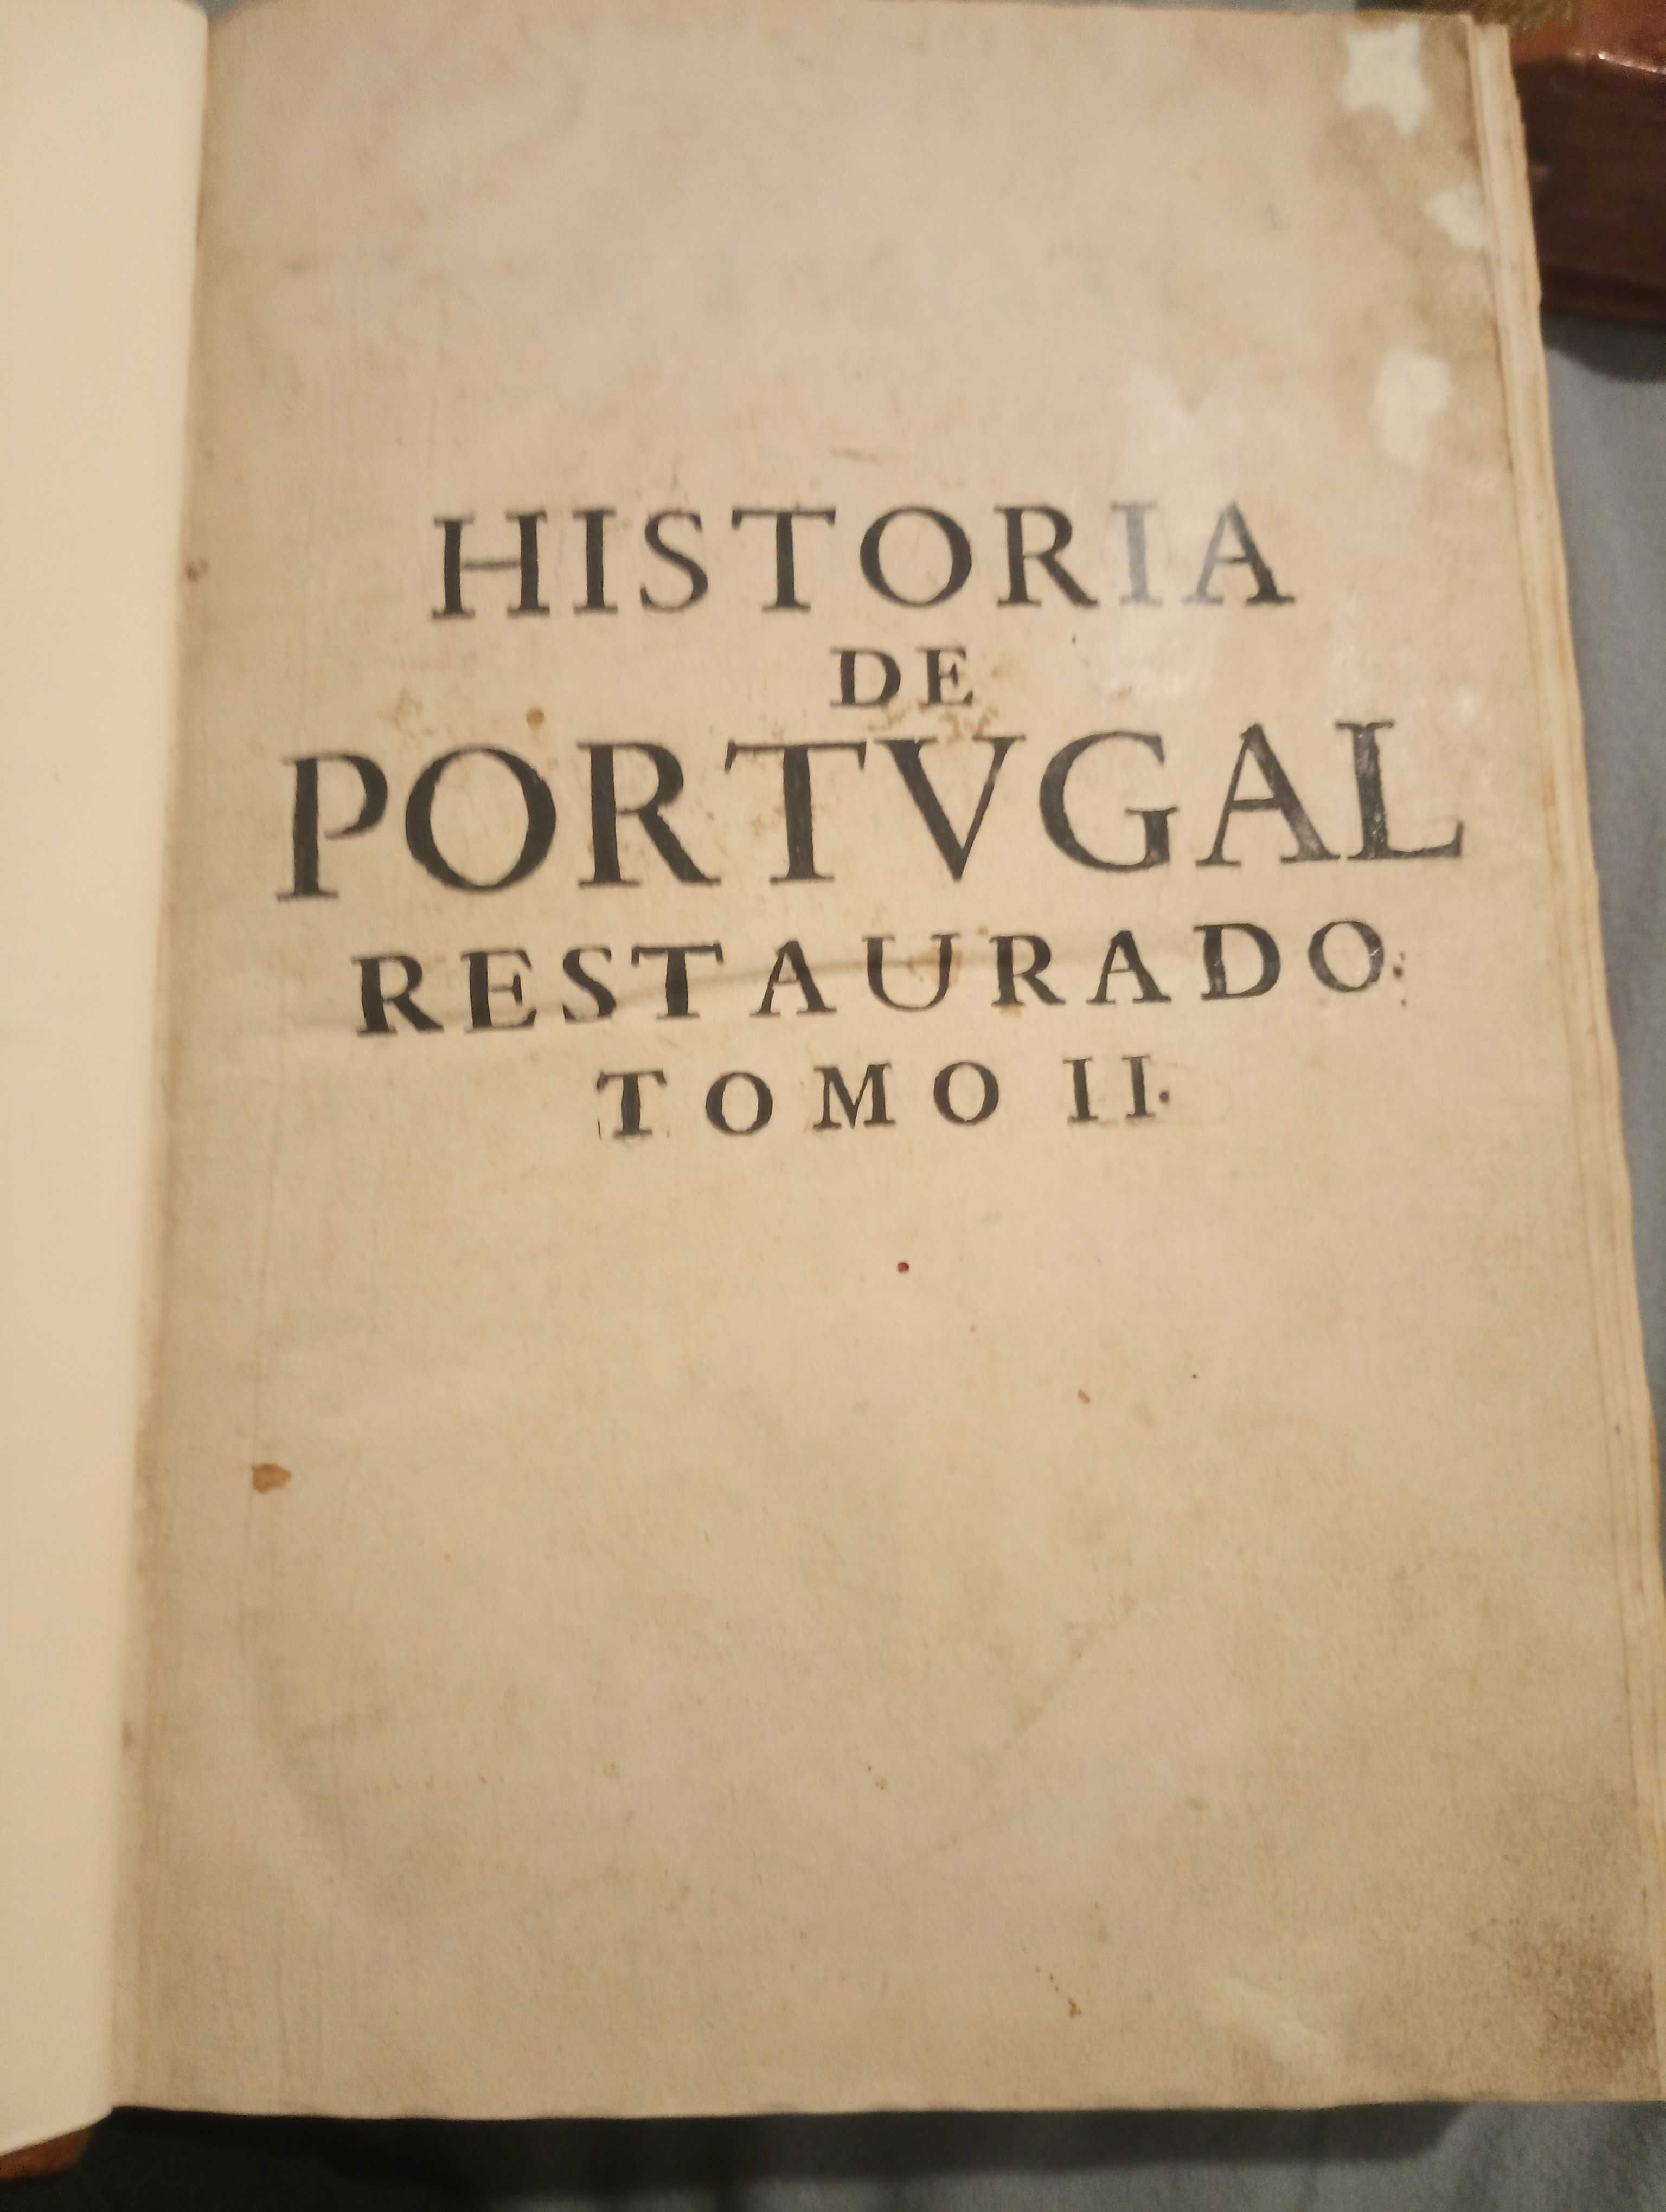 HISTORIA
DE
PORTVGAL
RESTAURADO.
TOMO II.